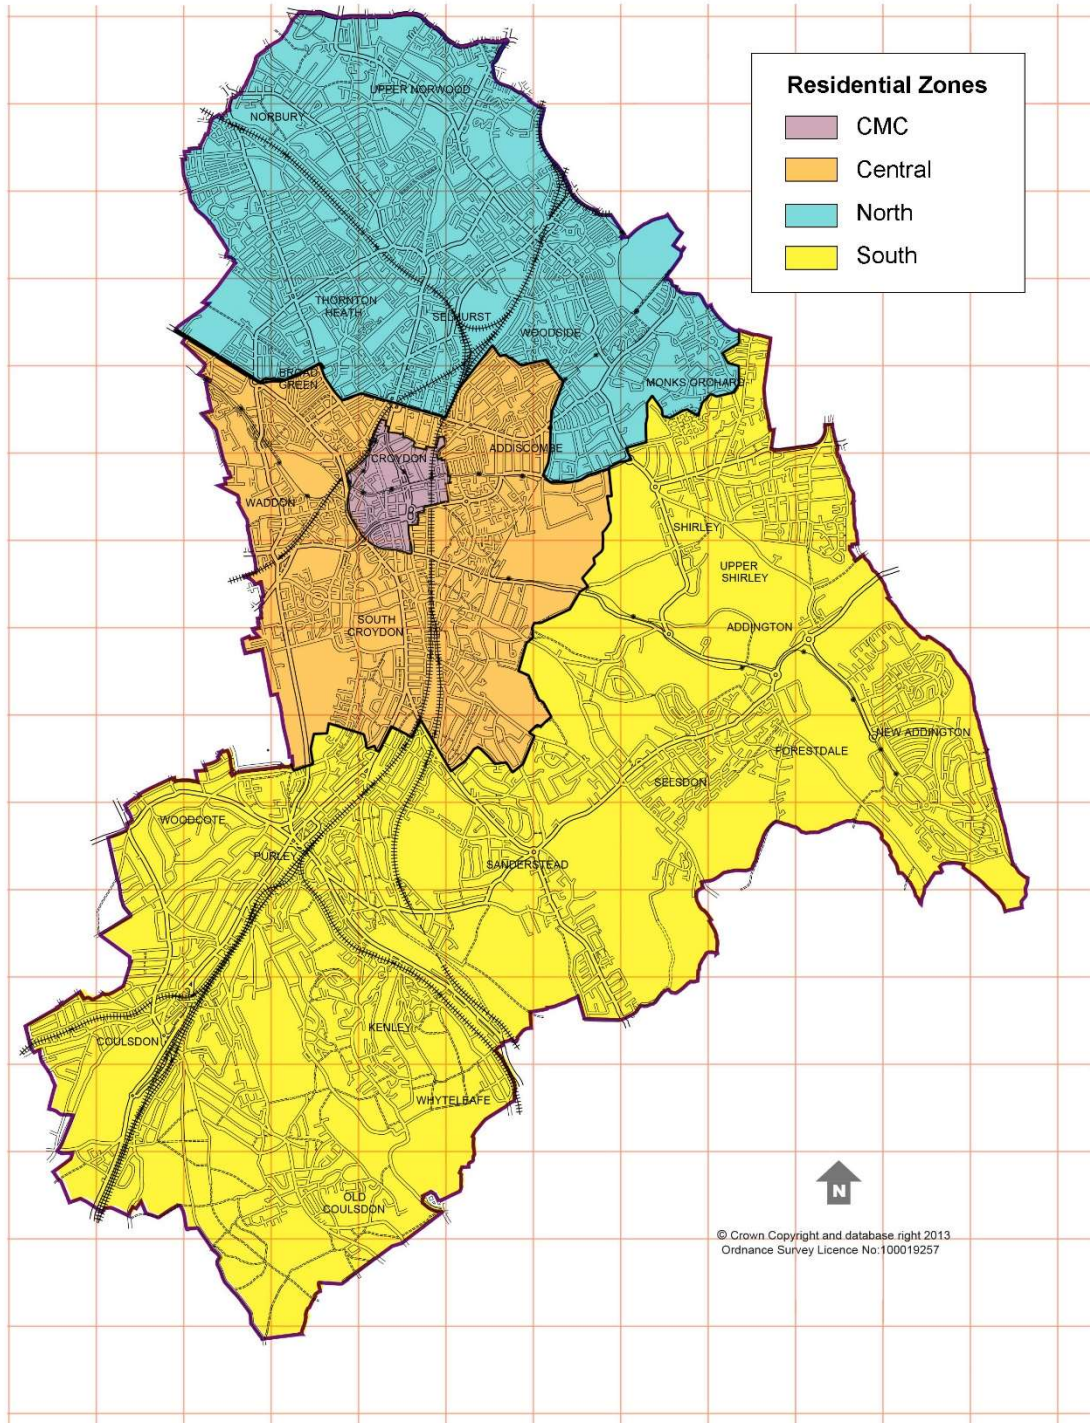 Residential Zones
CMC
Central
North
South
UPPER NORWOOD
NORBURY
THORNTON
HEATH
SELHURST
WOODSIDE
BROAD
GREEN
MONKS ORCHARD
ADDISCOMBE
CROYDON
WADDON
SHIRLEY
UPPER
SHIRLEY
SOUTH
CROYDON
ADDINGTON
NEW ADDINGTON
FORESTDALE
SELSDON
WOODCOTE
PURLEY
SANDERSTEAD
KENLEY
COULSDON
WHYTELEAFE
OLD
COULSDON
N
© Crown Copyright and database right 2013
Ordnance Survey Licence No:100019257